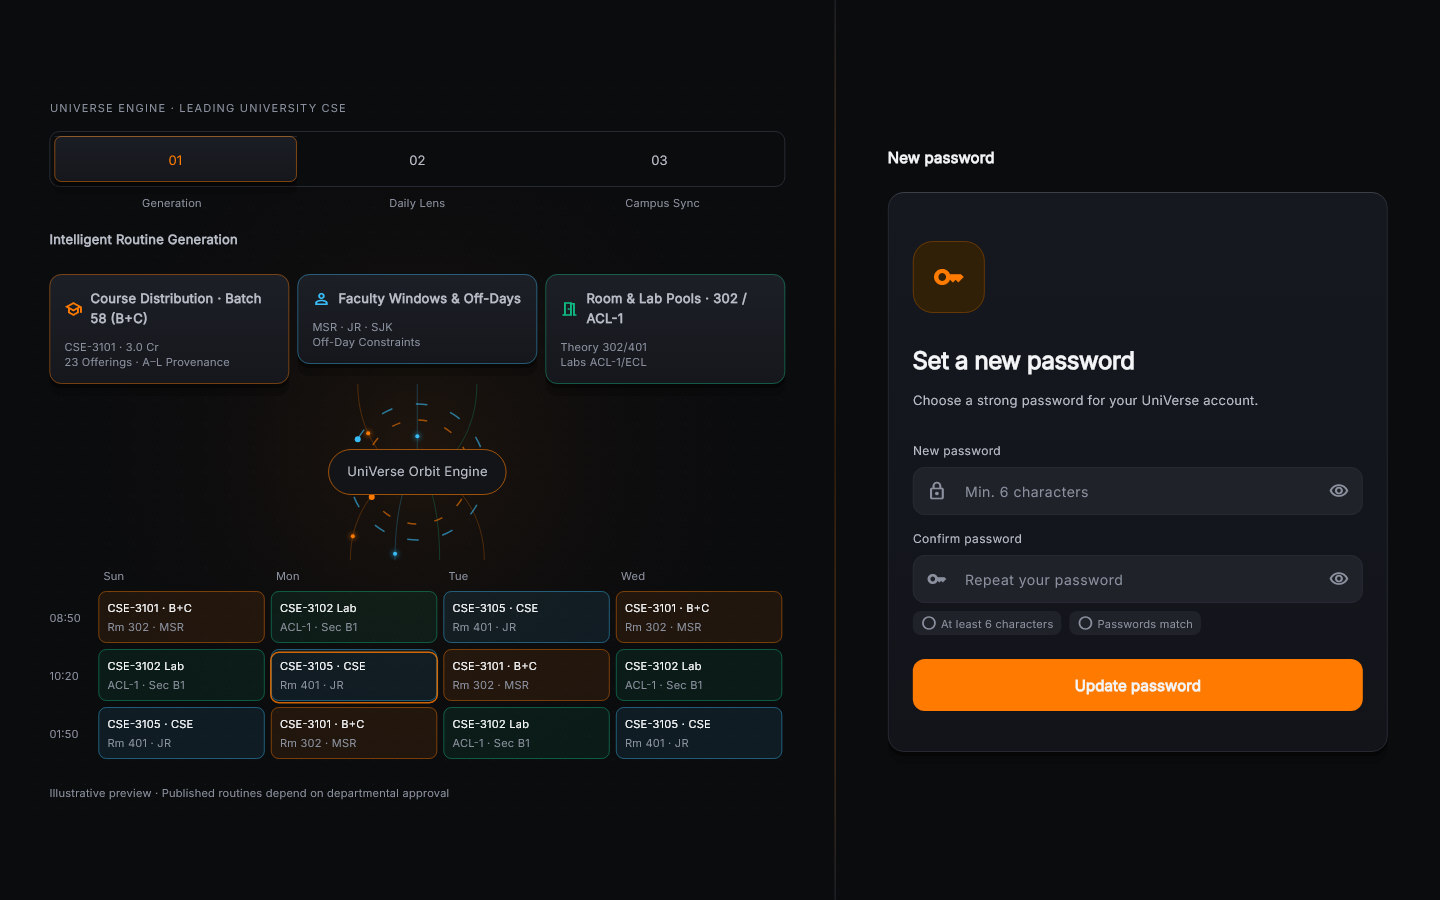 UNIVERSE ENGINE · LEADING UNIVERSITY CSE
01
02
03
Generation
Daily Lens
Campus Sync
Intelligent Routine Generation
Course Distribution · Batch
58 (B+C)
CSE-3101 · 3.0 Cr
23 Offerings · A–L Provenance
Faculty Windows & Off-Days
MSR · JR · SJK
Off-Day Constraints
Room & Lab Pools · 302 /
ACL-1
Theory 302/401
Labs ACL-1/ECL
UniVerse Orbit Engine
Sun
Mon
Tue
Wed
08:50
CSE-3101 · B+C
Rm 302 · MSR
CSE-3102 Lab
ACL-1 · Sec B1
CSE-3105 · CSE
Rm 401 · JR
CSE-3101 · B+C
Rm 302 · MSR
10:20
CSE-3102 Lab
ACL-1 · Sec B1
CSE-3105 · CSE
Rm 401 · JR
CSE-3101 · B+C
Rm 302 · MSR
CSE-3102 Lab
ACL-1 · Sec B1
01:50
CSE-3105 · CSE
Rm 401 · JR
CSE-3101 · B+C
Rm 302 · MSR
CSE-3102 Lab
ACL-1 · Sec B1
CSE-3105 · CSE
Rm 401 · JR
Illustrative preview · Published routines depend on departmental approval
New password
Set a new password
Choose a strong password for your UniVerse account.
New password
Min. 6 characters
Confirm password
Repeat your password
At least 6 characters
Passwords match
Update password